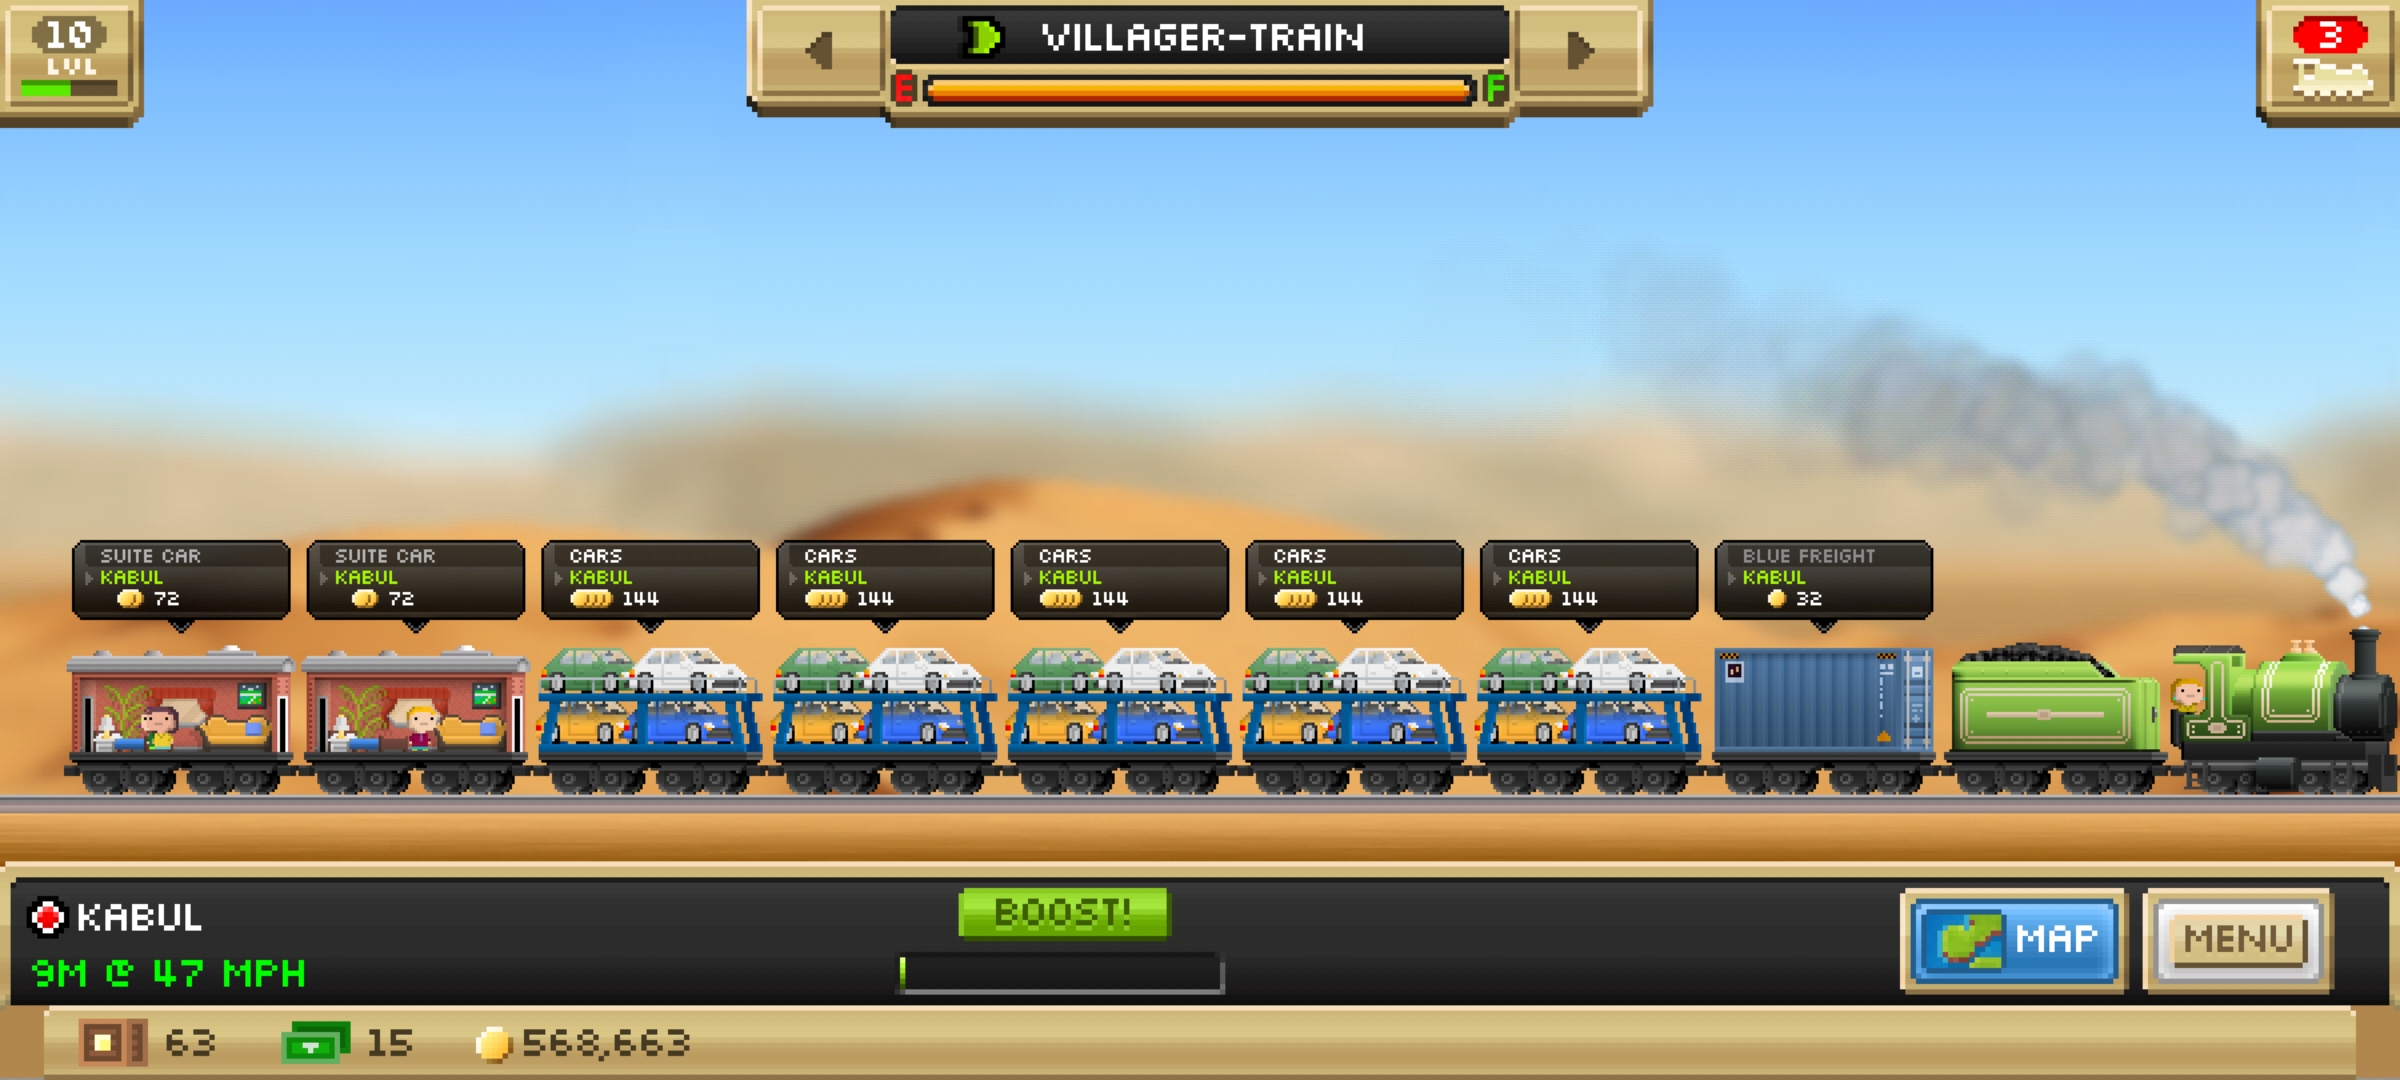 10
LVL
VILLAGER-TRAIN
E F
3
SUITE CAR
KABUL
72
SUITE CAR
KABUL
72
CARS
KABUL
144
CARS
KABUL
144
CARS
KABUL
144
CARS
KABUL
144
CARS
KABUL
144
BLUE FREIGHT
KABUL
32
KABUL
9M @ 47 MPH
BOOST!
MAP
MENU
63
15
568,663